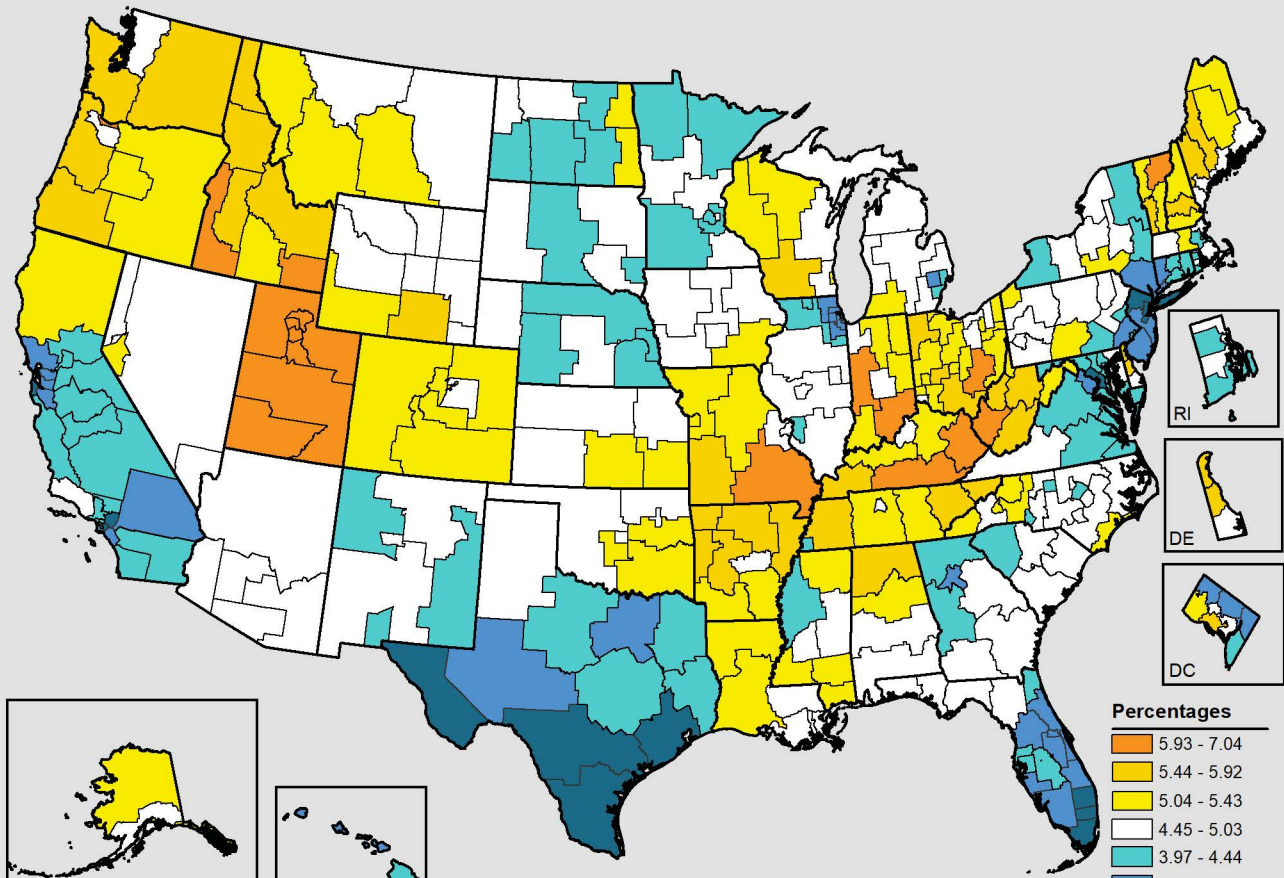 RI
DE
DC
Percentages
5.93 - 7.04
5.44 - 5.92
5.04 - 5.43
4.45 - 5.03
3.97 - 4.44